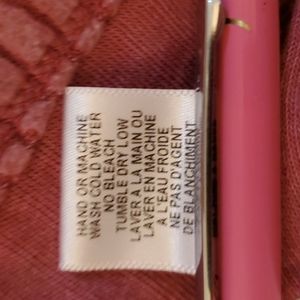 HAND OR MACHINE
WASH COLD WATER
NO BLEACH
TUMBLE DRY LOW
LAVER A LA MAIN OU
LAVER EN MACHINE
A L'EAU FROIDE
NE PAS D'AGENT
DE BLANCHIMENT